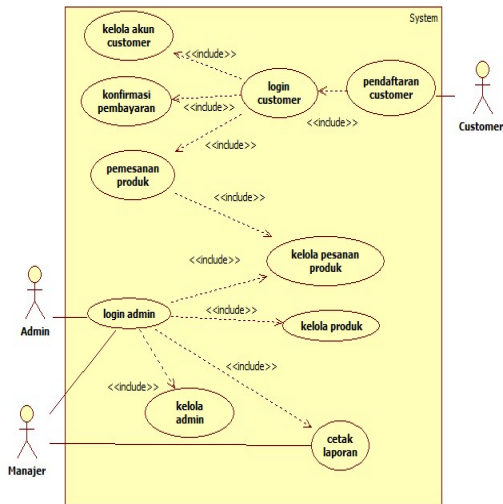 System
kelola akun
customer
<<include>>
konfirmasi
pembayaran
<<include>>
login
customer
pendaftaran
customer
<<include>>
Customer
<<include>>
pemesanan
produk
<<include>>
kelola pesanan
produk
<<include>>
login admin
Admin
<<include>>
kelola produk
<<include>>
kelola
admin
<<include>>
cetak
laporan
Manajer